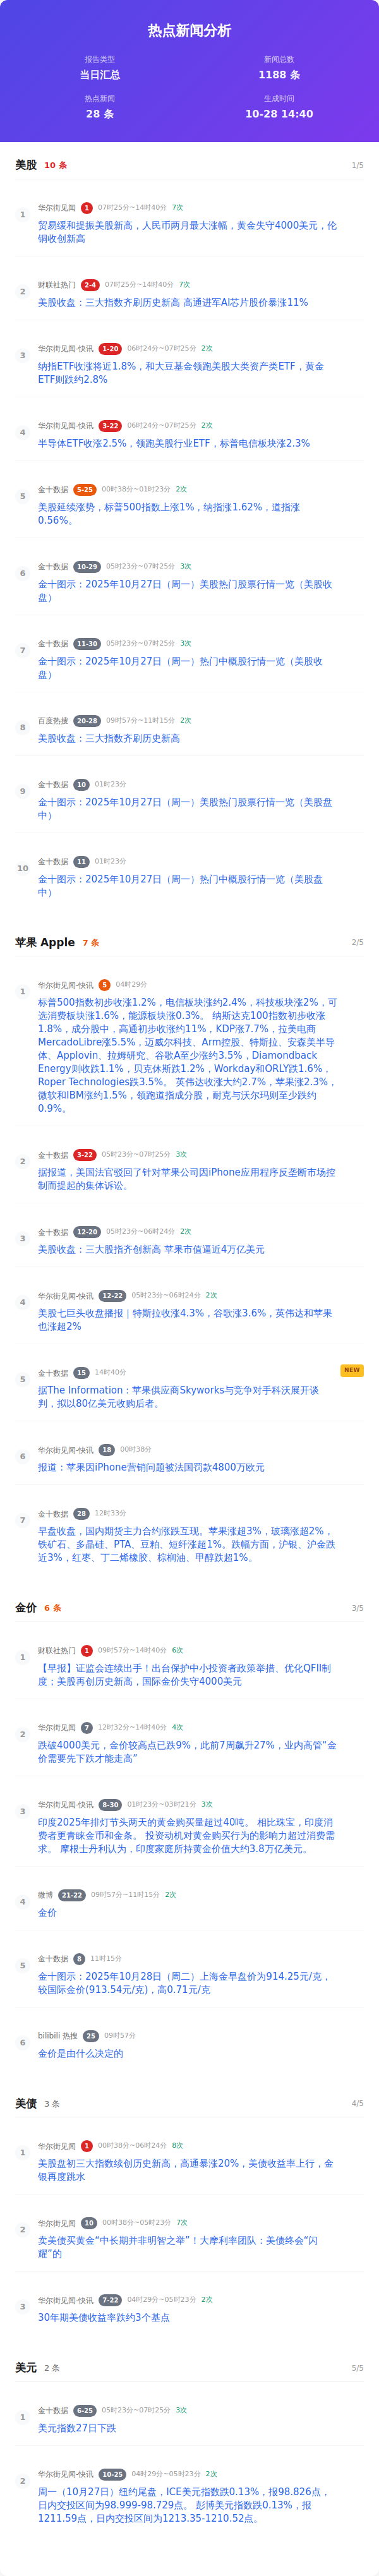 热点新闻分析
报告类型
当日汇总
新闻总数
1188 条
热点新闻
28 条
生成时间
10-28 14:40
美股 10 条 1/5
1
华尔街见闻 1 07时25分~14时40分 7次
贸易缓和提振美股新高，人民币两月最大涨幅，黄金失守4000美元，伦
铜收创新高
2
财联社热门 2-4 07时25分~14时40分 7次
美股收盘：三大指数齐刷历史新高 高通进军AI芯片股价暴涨11%
3
华尔街见闻-快讯 1-20 06时24分~07时25分 2次
纳指ETF收涨将近1.8%，和大豆基金领跑美股大类资产类ETF，黄金
ETF则跌约2.8%
4
华尔街见闻-快讯 3-22 06时24分~07时25分 2次
半导体ETF收涨2.5%，领跑美股行业ETF，标普电信板块涨2.3%
5
金十数据 5-25 00时38分~01时23分 2次
美股延续涨势，标普500指数上涨1%，纳指涨1.62%，道指涨
0.56%。
6
金十数据 10-29 05时23分~07时25分 3次
金十图示：2025年10月27日（周一）美股热门股票行情一览（美股收
盘）
7
金十数据 11-30 05时23分~07时25分 3次
金十图示：2025年10月27日（周一）热门中概股行情一览（美股收
盘）
8
百度热搜 20-28 09时57分~11时15分 2次
美股收盘：三大指数齐刷历史新高
9
金十数据 10 01时23分
金十图示：2025年10月27日（周一）美股热门股票行情一览（美股盘
中）
10
金十数据 11 01时23分
金十图示：2025年10月27日（周一）热门中概股行情一览（美股盘
中）
苹果 Apple 7 条 2/5
1
华尔街见闻-快讯 5 04时29分
标普500指数初步收涨1.2%，电信板块涨约2.4%，科技板块涨2%，可
选消费板块涨1.6%，能源板块涨0.3%。 纳斯达克100指数初步收涨
1.8%，成分股中，高通初步收涨约11%，KDP涨7.7%，拉美电商
MercadoLibre涨5.5%，迈威尔科技、Arm控股、特斯拉、安森美半导
体、Applovin、拉姆研究、谷歌A至少涨约3.5%，Diamondback
Energy则收跌1.1%，贝克休斯跌1.2%，Workday和ORLY跌1.6%，
Roper Technologies跌3.5%。 英伟达收涨大约2.7%，苹果涨2.3%，
微软和IBM涨约1.5%，领跑道指成分股，耐克与沃尔玛则至少跌约
0.9%。
2
金十数据 3-22 05时23分~07时25分 3次
据报道，美国法官驳回了针对苹果公司因iPhone应用程序反垄断市场控
制而提起的集体诉讼。
3
金十数据 12-20 05时23分~06时24分 2次
美股收盘：三大股指齐创新高 苹果市值逼近4万亿美元
4
华尔街见闻-快讯 12-22 05时23分~06时24分 2次
美股七巨头收盘播报｜特斯拉收涨4.3%，谷歌涨3.6%，英伟达和苹果
也涨超2%
5
金十数据 15 14时40分
NEW
据The Information：苹果供应商Skyworks与竞争对手科沃展开谈
判，拟以80亿美元收购后者。
6
华尔街见闻-快讯 18 00时38分
报道：苹果因iPhone营销问题被法国罚款4800万欧元
7
金十数据 28 12时33分
早盘收盘，国内期货主力合约涨跌互现。苹果涨超3%，玻璃涨超2%，
铁矿石、多晶硅、PTA、豆粕、短纤涨超1%。跌幅方面，沪银、沪金跌
近3%，红枣、丁二烯橡胶、棕榈油、甲醇跌超1%。
金价 6 条 3/5
1
财联社热门 1 09时57分~14时40分 6次
【早报】证监会连续出手！出台保护中小投资者政策举措、优化QFII制
度；美股再创历史新高，国际金价失守4000美元
2
华尔街见闻 7 12时32分~14时40分 4次
跌破4000美元，金价较高点已跌9%，此前7周飙升27%，业内高管“金
价需要先下跌才能走高”
3
华尔街见闻-快讯 8-30 01时23分~03时21分 3次
印度2025年排灯节头两天的黄金购买量超过40吨。 相比珠宝，印度消
费者更青睐金币和金条。 投资动机对黄金购买行为的影响力超过消费需
求。 摩根士丹利认为，印度家庭所持黄金价值大约3.8万亿美元。
4
微博 21-22 09时57分~11时15分 2次
金价
5
金十数据 8 11时15分
金十图示：2025年10月28日（周二）上海金早盘价为914.25元/克，
较国际金价(913.54元/克)，高0.71元/克
6
bilibili 热搜 25 09时57分
金价是由什么决定的
美债 3 条 4/5
1
华尔街见闻 1 00时38分~06时24分 8次
美股盘初三大指数续创历史新高，高通暴涨20%，美债收益率上行，金
银再度跳水
2
华尔街见闻 10 00时38分~05时23分 7次
卖美债买黄金“中长期并非明智之举”！大摩利率团队：美债终会“闪
耀”的
3
华尔街见闻-快讯 7-22 04时29分~05时23分 2次
30年期美债收益率跌约3个基点
美元 2 条 5/5
1
金十数据 6-25 05时23分~07时25分 3次
美元指数27日下跌
2
华尔街见闻-快讯 10-25 04时29分~05时23分 2次
周一（10月27日）纽约尾盘，ICE美元指数跌0.13%，报98.826点，
日内交投区间为98.999-98.729点。 彭博美元指数跌0.13%，报
1211.59点，日内交投区间为1213.35-1210.52点。